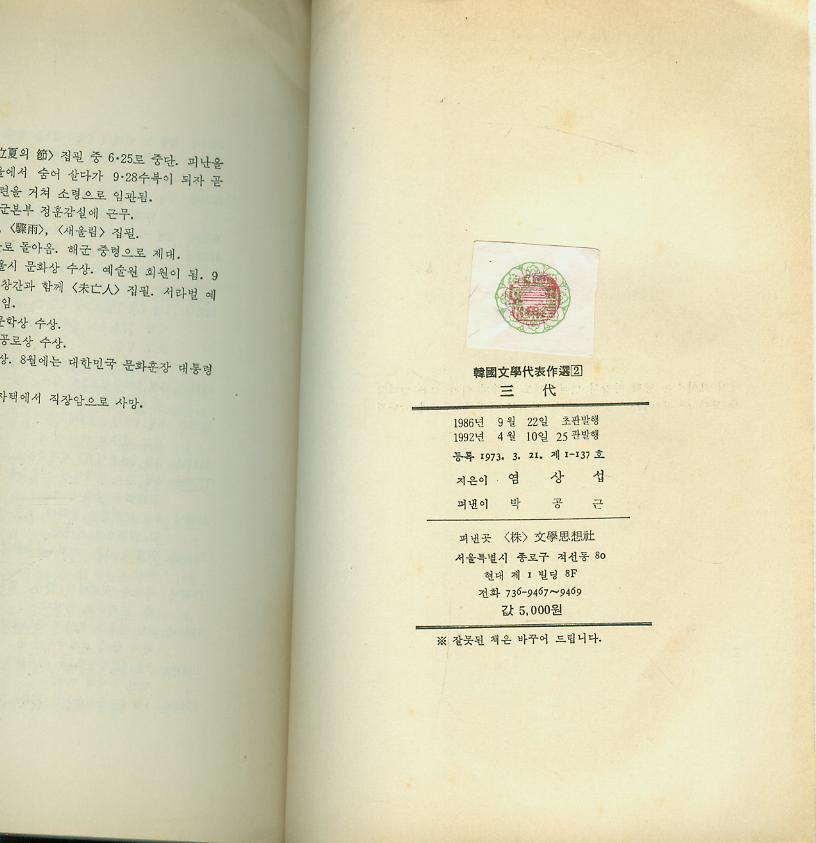 立夏의 節〉 집필 중 6·25로 중단. 피난을
울에서 숨어 살다가 9·28수복이 되자 곧
련을 거쳐 소령으로 임관됨.
군본부 정훈감실에 근무.
, 〈驟雨〉, 〈새울림〉 집필.
로 돌아옴. 해군 중령으로 제대.
울시 문화상 수상. 예술원 회원이 됨. 9
창간과 함께 〈未亡人〉 집필. 서라벌 예
임.
문학상 수상.
공로상 수상.
상. 8월에는 대한민국 문화훈장 대통령
자택에서 직장암으로 사망.
韓國文學代表作選 2
三 代
1986년 9월 22일 초판발행
1992년 4월 10일 25판발행
등록 1973. 3. 21. 제 1-137 호
지은이 염 상 섭
펴낸이 박 공 근
펴낸곳 〈株〉文學思想社
서울특별시 종로구 적선동 80
현대 제 1 빌딩 8F
전화 736-9467~9469
값 5,000원
※ 잘못된 책은 바꾸어 드립니다.